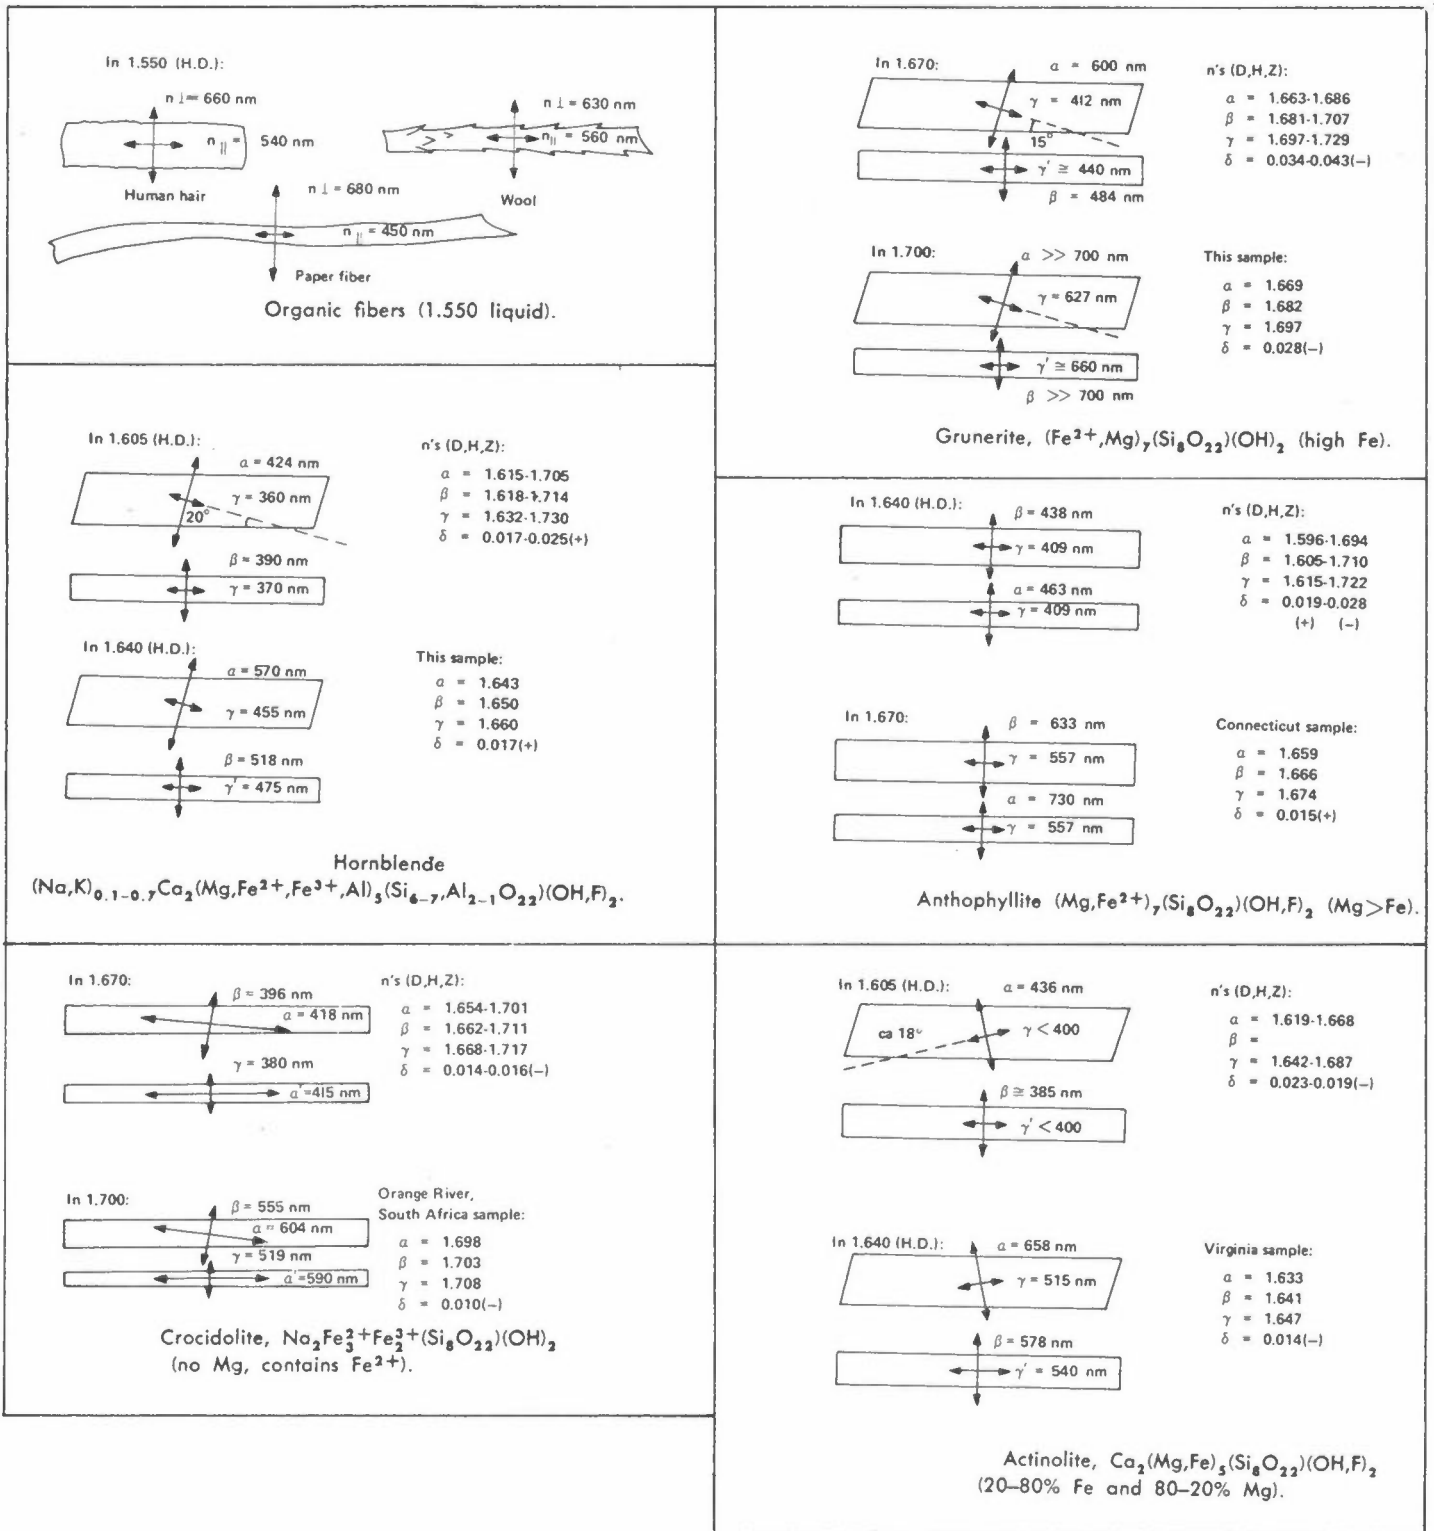 In 1.550 (H.D.):
n ⊥ = 660 nm
n || = 540 nm
Human hair
n ⊥ = 630 nm
n|| = 560 nm
Wool
n ⊥ = 680 nm
n || = 450 nm
Paper fiber
Organic fibers (1.550 liquid).
In 1.670:
α = 600 nm
γ = 412 nm
15°
γ' ≅ 440 nm
β = 484 nm
n's (D,H,Z):
α = 1.663-1.686
β = 1.681-1.707
γ = 1.697-1.729
δ = 0.034-0.043(−)
In 1.700:
α >> 700 nm
γ = 627 nm
γ' ≅ 660 nm
β >> 700 nm
This sample:
α = 1.669
β = 1.682
γ = 1.697
δ = 0.028(−)
Grunerite, (Fe²⁺,Mg)₇(Si₈O₂₂)(OH)₂ (high Fe).
In 1.605 (H.D.):
α = 424 nm
γ = 360 nm
20°
β = 390 nm
γ = 370 nm
n's (D,H,Z):
α = 1.615-1.705
β = 1.618-1.714
γ = 1.632-1.730
δ = 0.017-0.025(+)
In 1.640 (H.D.):
α = 570 nm
γ = 455 nm
β = 518 nm
γ' = 475 nm
This sample:
α = 1.643
β = 1.650
γ = 1.660
δ = 0.017(+)
Hornblende
(Na,K)₀.₁₋₀.₇Ca₂(Mg,Fe²⁺,Fe³⁺,Al)₅(Si₆₋₇,Al₂₋₁O₂₂)(OH,F)₂.
In 1.640 (H.D.):
β = 438 nm
γ = 409 nm
α = 463 nm
γ = 409 nm
n's (D,H,Z):
α = 1.596-1.694
β = 1.605-1.710
γ = 1.615-1.722
δ = 0.019-0.028
(+) (−)
In 1.670:
β = 633 nm
γ = 557 nm
α = 730 nm
γ = 557 nm
Connecticut sample:
α = 1.659
β = 1.666
γ = 1.674
δ = 0.015(+)
Anthophyllite (Mg,Fe²⁺)₇(Si₈O₂₂)(OH,F)₂ (Mg>Fe).
In 1.670:
β = 396 nm
α = 418 nm
γ = 380 nm
α' = 415 nm
n's (D,H,Z):
α = 1.654-1.701
β = 1.662-1.711
γ = 1.668-1.717
δ = 0.014-0.016(−)
In 1.700:
β = 555 nm
α = 604 nm
γ = 519 nm
α' = 590 nm
Orange River,
South Africa sample:
α = 1.698
β = 1.703
γ = 1.708
δ = 0.010(−)
Crocidolite, Na₂Fe₃²⁺Fe₂³⁺(Si₈O₂₂)(OH)₂
(no Mg, contains Fe²⁺).
In 1.605 (H.D.):
α = 436 nm
ca 18°
γ < 400
β ≅ 385 nm
γ' < 400
n's (D,H,Z):
α = 1.619-1.668
β =
γ = 1.642-1.687
δ = 0.023-0.019(−)
In 1.640 (H.D.):
α = 658 nm
γ = 515 nm
β = 578 nm
γ' = 540 nm
Virginia sample:
α = 1.633
β = 1.641
γ = 1.647
δ = 0.014(−)
Actinolite, Ca₂(Mg,Fe)₅(Si₈O₂₂)(OH,F)₂
(20–80% Fe and 80–20% Mg).